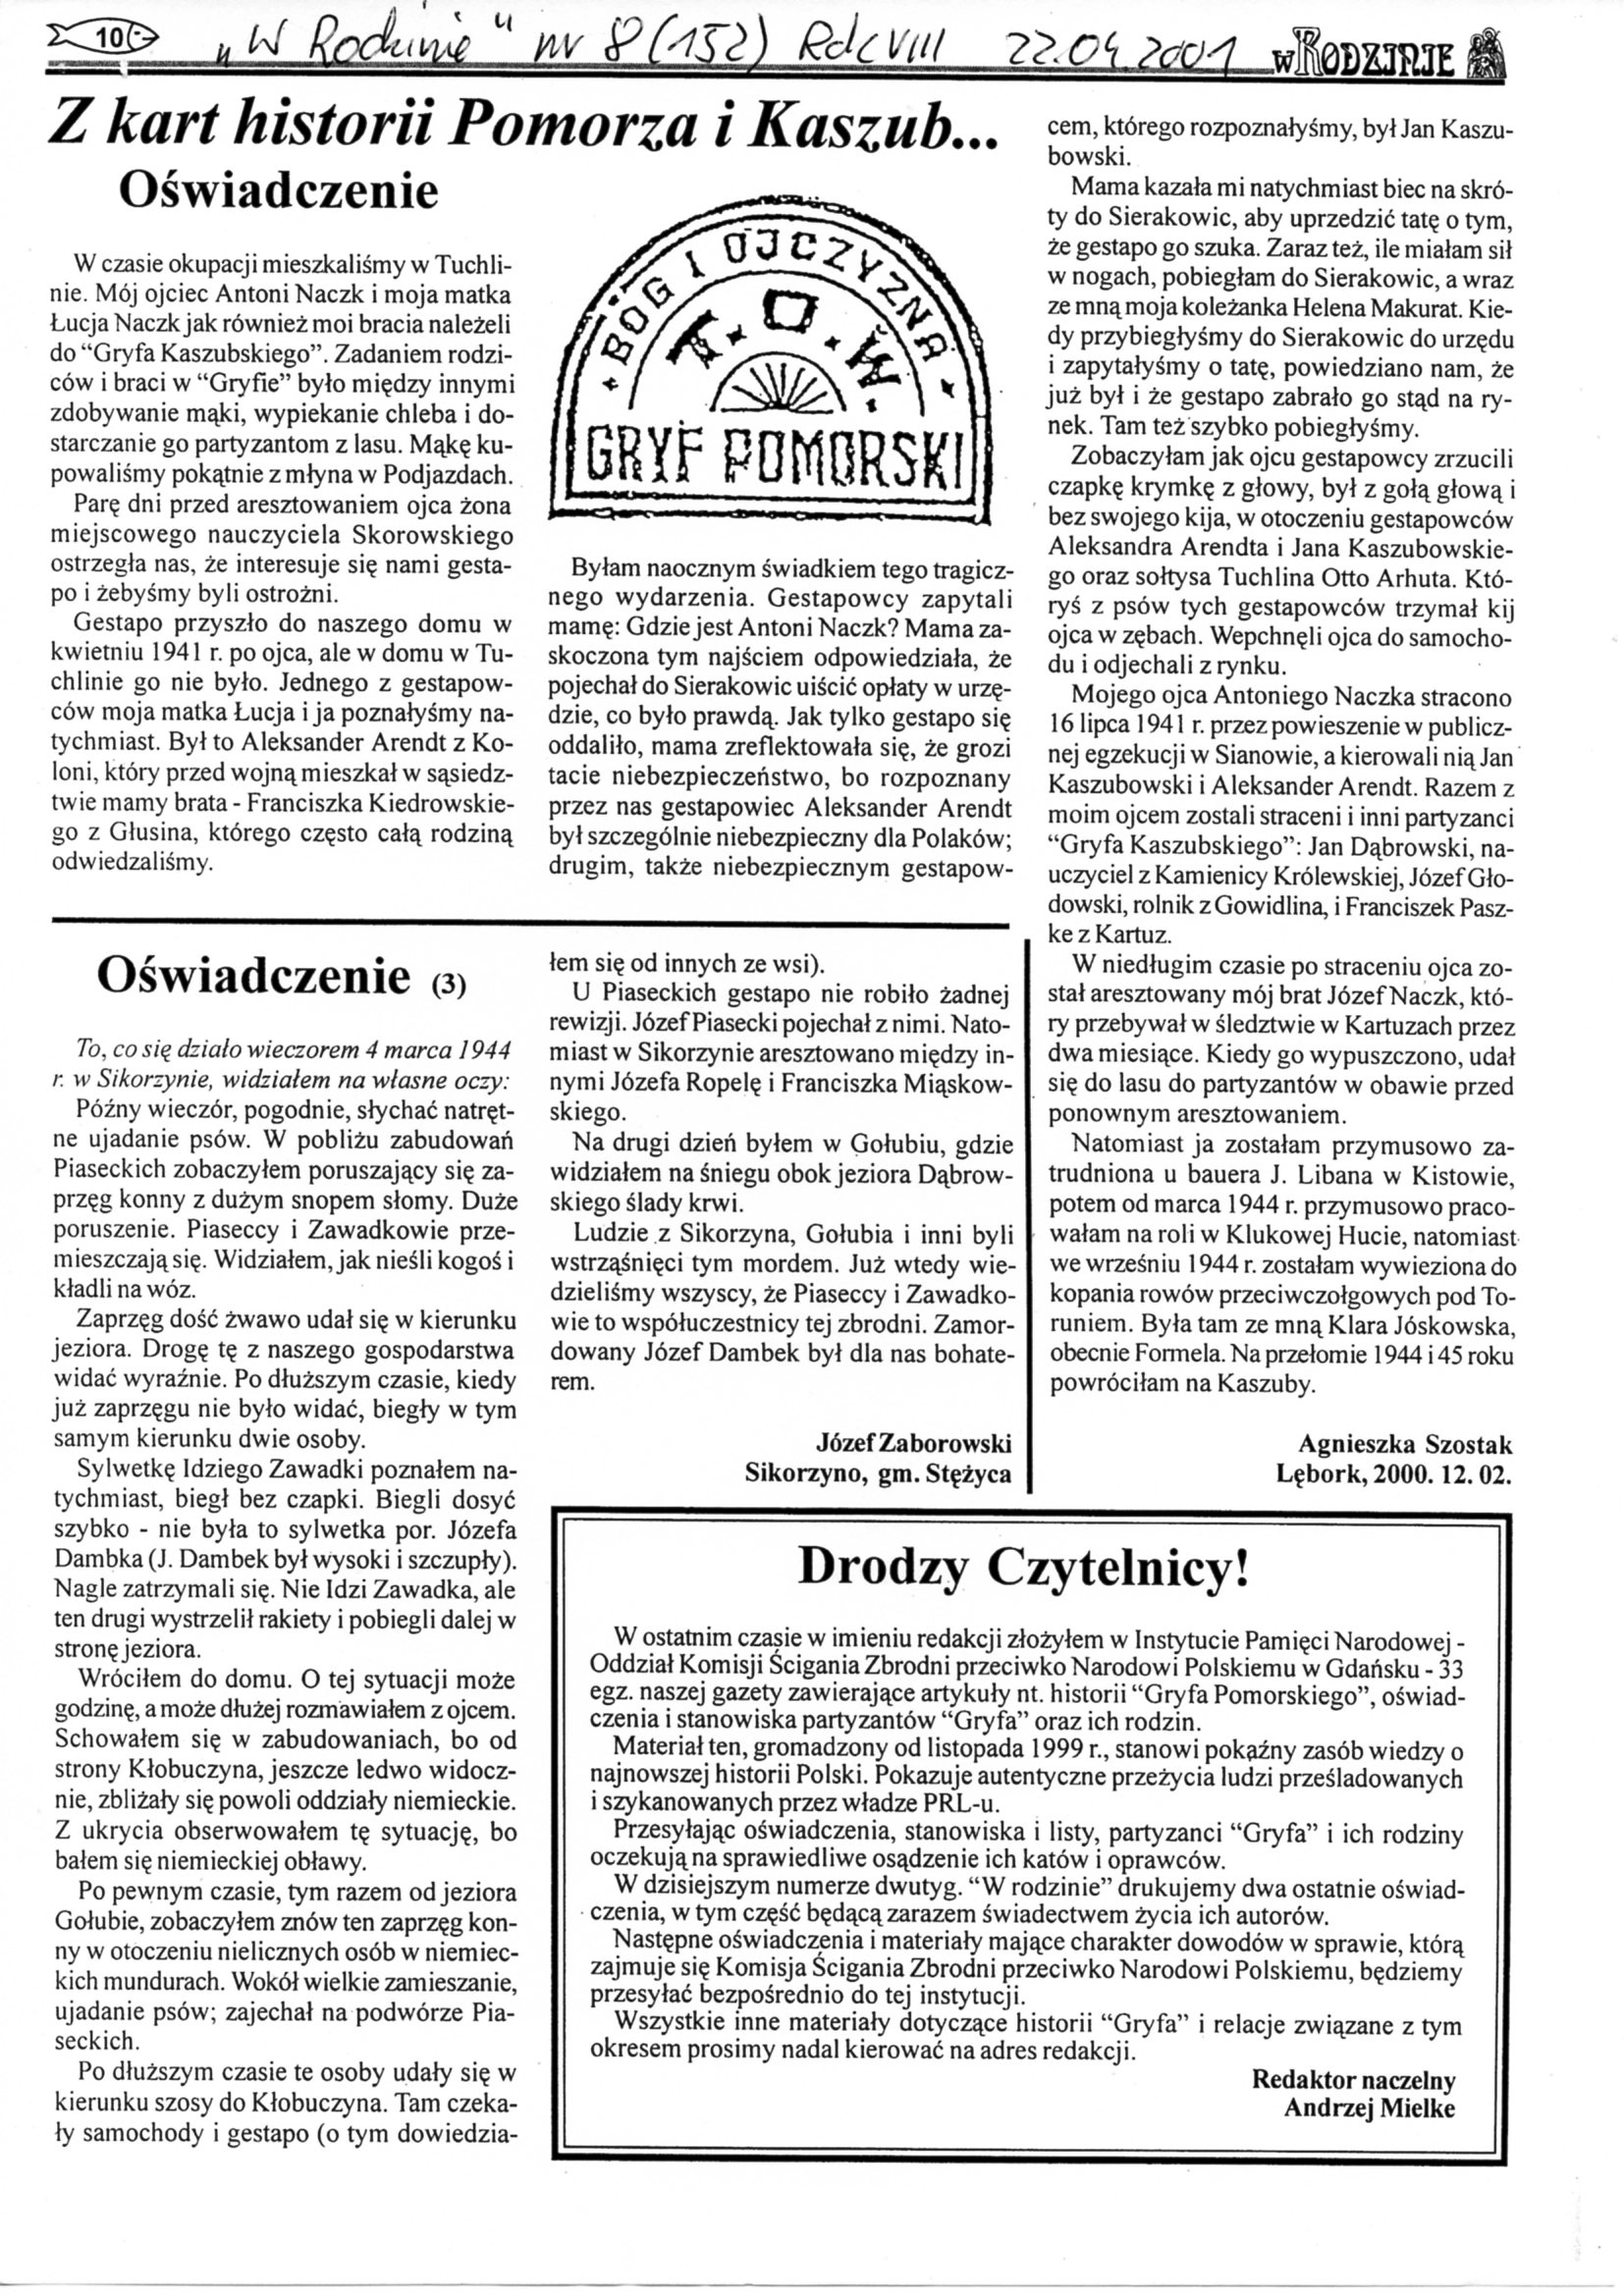 10
„W Rodzinie" nr 8 (152) Rok VIII 22.04.2001
w RODZINIE
Z kart historii Pomorza i Kaszub...
Oświadczenie
W czasie okupacji mieszkaliśmy w Tuchli-
nie. Mój ojciec Antoni Naczk i moja matka
Łucja Naczk jak również moi bracia należeli
do “Gryfa Kaszubskiego”. Zadaniem rodzi-
ców i braci w “Gryfie” było między innymi
zdobywanie mąki, wypiekanie chleba i do-
starczanie go partyzantom z lasu. Mąkę ku-
powaliśmy pokątnie z młyna w Podjazdach.
Parę dni przed aresztowaniem ojca żona
miejscowego nauczyciela Skorowskiego
ostrzegła nas, że interesuje się nami gesta-
po i żebyśmy byli ostrożni.
Gestapo przyszło do naszego domu w
kwietniu 1941 r. po ojca, ale w domu w Tu-
chlinie go nie było. Jednego z gestapow-
ców moja matka Łucja i ja poznałyśmy na-
tychmiast. Był to Aleksander Arendt z Ko-
loni, który przed wojną mieszkał w sąsiedz-
twie mamy brata - Franciszka Kiedrowskie-
go z Głusina, którego często całą rodziną
odwiedzaliśmy.
BÓG I OJCZYZNA
T.O.W.
GRYF POMORSKI
Byłam naocznym świadkiem tego tragicz-
nego wydarzenia. Gestapowcy zapytali
mamę: Gdzie jest Antoni Naczk? Mama za-
skoczona tym najściem odpowiedziała, że
pojechał do Sierakowic uiścić opłaty w urzę-
dzie, co było prawdą. Jak tylko gestapo się
oddaliło, mama zreflektowała się, że grozi
tacie niebezpieczeństwo, bo rozpoznany
przez nas gestapowiec Aleksander Arendt
był szczególnie niebezpieczny dla Polaków;
drugim, także niebezpiecznym gestapow-
cem, którego rozpoznałyśmy, był Jan Kaszu-
bowski.
Mama kazała mi natychmiast biec na skró-
ty do Sierakowic, aby uprzedzić tatę o tym,
że gestapo go szuka. Zaraz też, ile miałam sił
w nogach, pobiegłam do Sierakowic, a wraz
ze mną moja koleżanka Helena Makurat. Kie-
dy przybiegłyśmy do Sierakowic do urzędu
i zapytałyśmy o tatę, powiedziano nam, że
już był i że gestapo zabrało go stąd na ry-
nek. Tam też szybko pobiegłyśmy.
Zobaczyłam jak ojcu gestapowcy zrzucili
czapkę krymkę z głowy, był z gołą głową i
bez swojego kija, w otoczeniu gestapowców
Aleksandra Arendta i Jana Kaszubowskie-
go oraz sołtysa Tuchlina Otto Arhuta. Któ-
ryś z psów tych gestapowców trzymał kij
ojca w zębach. Wepchnęli ojca do samocho-
du i odjechali z rynku.
Mojego ojca Antoniego Naczka stracono
16 lipca 1941 r. przez powieszenie w publicz-
nej egzekucji w Sianowie, a kierowali nią Jan
Kaszubowski i Aleksander Arendt. Razem z
moim ojcem zostali straceni i inni partyzanci
“Gryfa Kaszubskiego”: Jan Dąbrowski, na-
uczyciel z Kamienicy Królewskiej, Józef Gło-
dowski, rolnik z Gowidlina, i Franciszek Pasz-
ke z Kartuz.
W niedługim czasie po straceniu ojca zo-
stał aresztowany mój brat Józef Naczk, któ-
ry przebywał w śledztwie w Kartuzach przez
dwa miesiące. Kiedy go wypuszczono, udał
się do lasu do partyzantów w obawie przed
ponownym aresztowaniem.
Natomiast ja zostałam przymusowo za-
trudniona u bauera J. Libana w Kistowie,
potem od marca 1944 r. przymusowo praco-
wałam na roli w Klukowej Hucie, natomiast
we wrześniu 1944 r. zostałam wywieziona do
kopania rowów przeciwczołgowych pod To-
runiem. Była tam ze mną Klara Jóskowska,
obecnie Formela. Na przełomie 1944 i 45 roku
powróciłam na Kaszuby.
Agnieszka Szostak
Lębork, 2000. 12. 02.
Oświadczenie (3)
To, co się działo wieczorem 4 marca 1944
r. w Sikorzynie, widziałem na własne oczy:
Późny wieczór, pogodnie, słychać natręt-
ne ujadanie psów. W pobliżu zabudowań
Piaseckich zobaczyłem poruszający się za-
przęg konny z dużym snopem słomy. Duże
poruszenie. Piaseccy i Zawadkowie prze-
mieszczają się. Widziałem, jak nieśli kogoś i
kładli na wóz.
Zaprzęg dość żwawo udał się w kierunku
jeziora. Drogę tę z naszego gospodarstwa
widać wyraźnie. Po dłuższym czasie, kiedy
już zaprzęgu nie było widać, biegły w tym
samym kierunku dwie osoby.
Sylwetkę Idziego Zawadki poznałem na-
tychmiast, biegł bez czapki. Biegli dosyć
szybko - nie była to sylwetka por. Józefa
Dambka (J. Dambek był wysoki i szczupły).
Nagle zatrzymali się. Nie Idzi Zawadka, ale
ten drugi wystrzelił rakiety i pobiegli dalej w
stronę jeziora.
Wróciłem do domu. O tej sytuacji może
godzinę, a może dłużej rozmawiałem z ojcem.
Schowałem się w zabudowaniach, bo od
strony Kłobuczyna, jeszcze ledwo widocz-
nie, zbliżały się powoli oddziały niemieckie.
Z ukrycia obserwowałem tę sytuację, bo
bałem się niemieckiej obławy.
Po pewnym czasie, tym razem od jeziora
Gołubie, zobaczyłem znów ten zaprzęg kon-
ny w otoczeniu nielicznych osób w niemiec-
kich mundurach. Wokół wielkie zamieszanie,
ujadanie psów; zajechał na podwórze Pia-
seckich.
Po dłuższym czasie te osoby udały się w
kierunku szosy do Kłobuczyna. Tam czeka-
ły samochody i gestapo (o tym dowiedzia-
łem się od innych ze wsi).
U Piaseckich gestapo nie robiło żadnej
rewizji. Józef Piasecki pojechał z nimi. Nato-
miast w Sikorzynie aresztowano między in-
nymi Józefa Ropelę i Franciszka Miąskow-
skiego.
Na drugi dzień byłem w Gołubiu, gdzie
widziałem na śniegu obok jeziora Dąbrow-
skiego ślady krwi.
Ludzie z Sikorzyna, Gołubia i inni byli
wstrząśnięci tym mordem. Już wtedy wie-
dzieliśmy wszyscy, że Piaseccy i Zawadko-
wie to współuczestnicy tej zbrodni. Zamor-
dowany Józef Dambek był dla nas bohate-
rem.
Józef Zaborowski
Sikorzyno, gm. Stężyca
Drodzy Czytelnicy!
W ostatnim czasie w imieniu redakcji złożyłem w Instytucie Pamięci Narodowej -
Oddział Komisji Ścigania Zbrodni przeciwko Narodowi Polskiemu w Gdańsku - 33
egz. naszej gazety zawierające artykuły nt. historii “Gryfa Pomorskiego”, oświad-
czenia i stanowiska partyzantów “Gryfa” oraz ich rodzin.
Materiał ten, gromadzony od listopada 1999 r., stanowi pokaźny zasób wiedzy o
najnowszej historii Polski. Pokazuje autentyczne przeżycia ludzi prześladowanych
i szykanowanych przez władze PRL-u.
Przesyłając oświadczenia, stanowiska i listy, partyzanci “Gryfa” i ich rodziny
oczekują na sprawiedliwe osądzenie ich katów i oprawców.
W dzisiejszym numerze dwutyg. “W rodzinie” drukujemy dwa ostatnie oświad-
czenia, w tym część będącą zarazem świadectwem życia ich autorów.
Następne oświadczenia i materiały mające charakter dowodów w sprawie, którą
zajmuje się Komisja Ścigania Zbrodni przeciwko Narodowi Polskiemu, będziemy
przesyłać bezpośrednio do tej instytucji.
Wszystkie inne materiały dotyczące historii “Gryfa” i relacje związane z tym
okresem prosimy nadal kierować na adres redakcji.
Redaktor naczelny
Andrzej Mielke